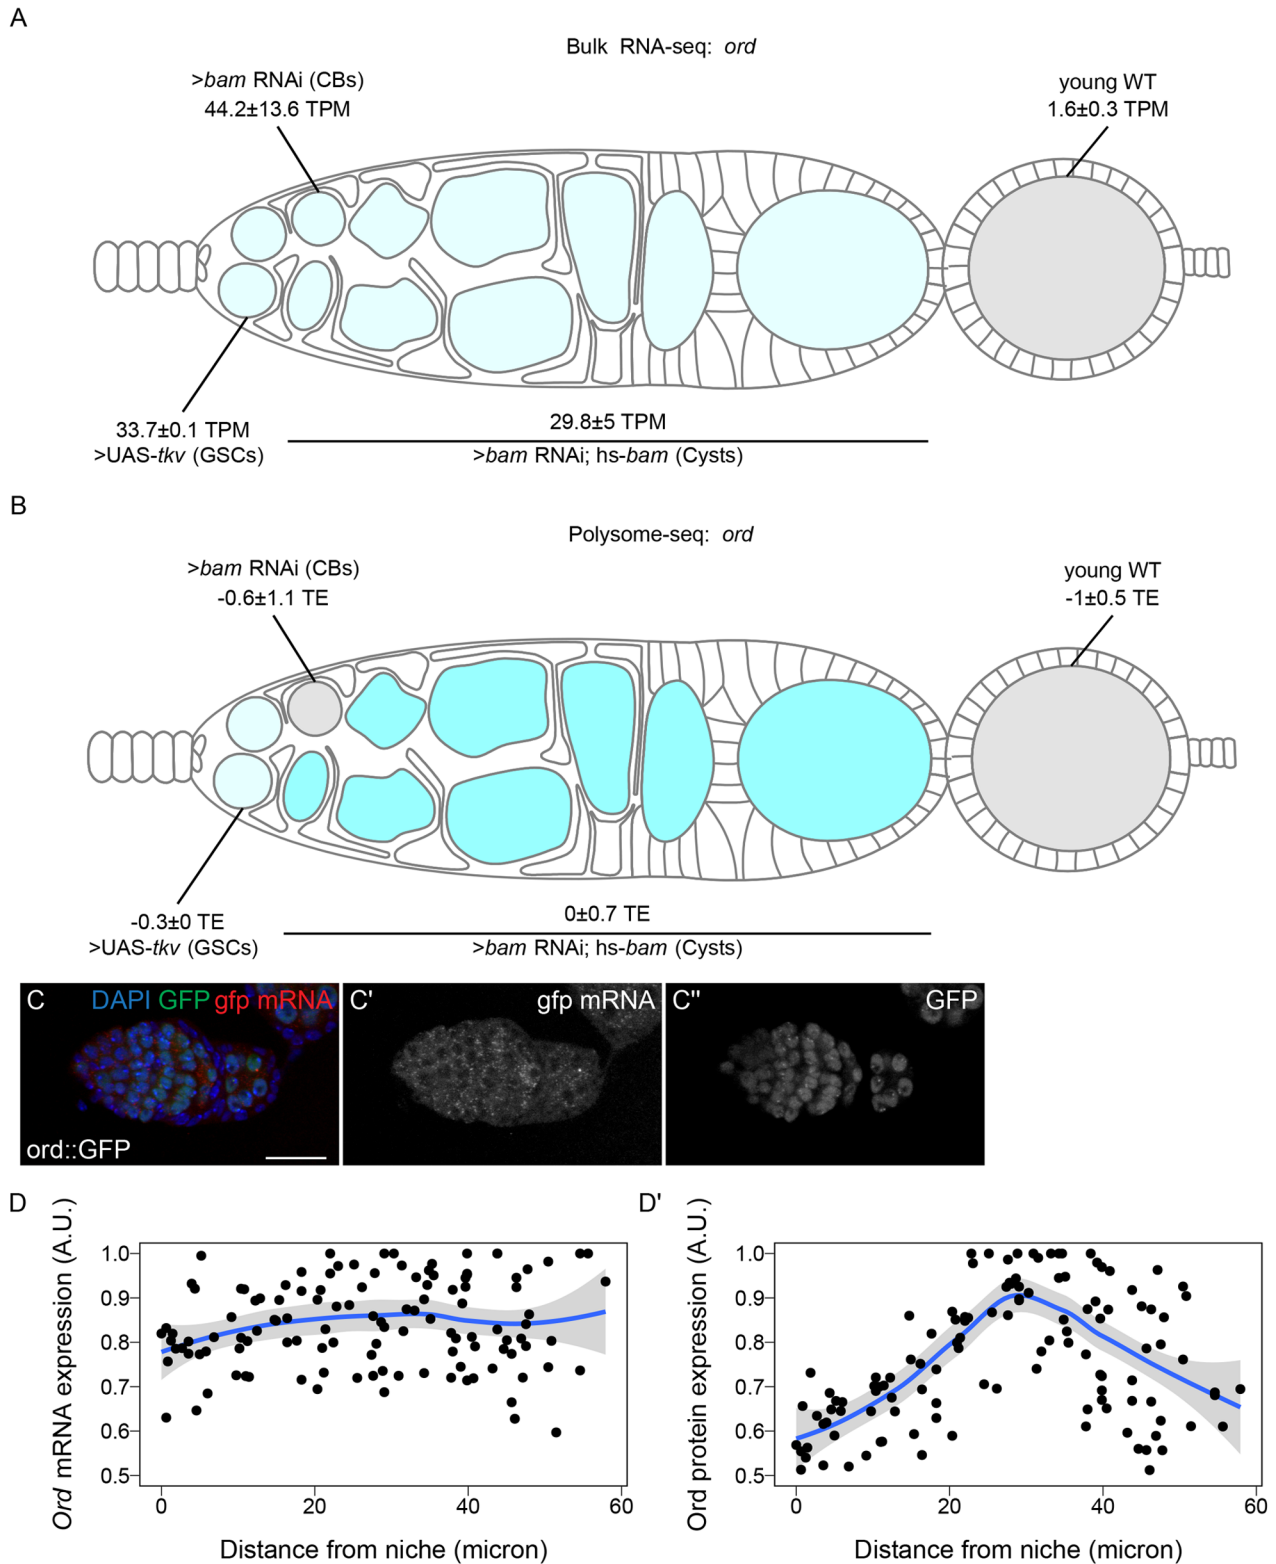 A
Bulk RNA-seq: ord
>bam RNAi (CBs)
44.2±13.6 TPM
young WT
1.6±0.3 TPM
33.7±0.1 TPM
>UAS-tkv (GSCs)
29.8±5 TPM
>bam RNAi; hs-bam (Cysts)
B
Polysome-seq: ord
>bam RNAi (CBs)
-0.6±1.1 TE
young WT
-1±0.5 TE
-0.3±0 TE
>UAS-tkv (GSCs)
0±0.7 TE
>bam RNAi; hs-bam (Cysts)
C DAPI GFP gfp mRNA
ord::GFP
C' gfp mRNA
C" GFP
D
Ord mRNA expression (A.U.)
1.0
0.9
0.8
0.7
0.6
0.5
0 20 40 60
Distance from niche (micron)
D'
Ord protein expression (A.U.)
1.0
0.9
0.8
0.7
0.6
0.5
0 20 40 60
Distance from niche (micron)